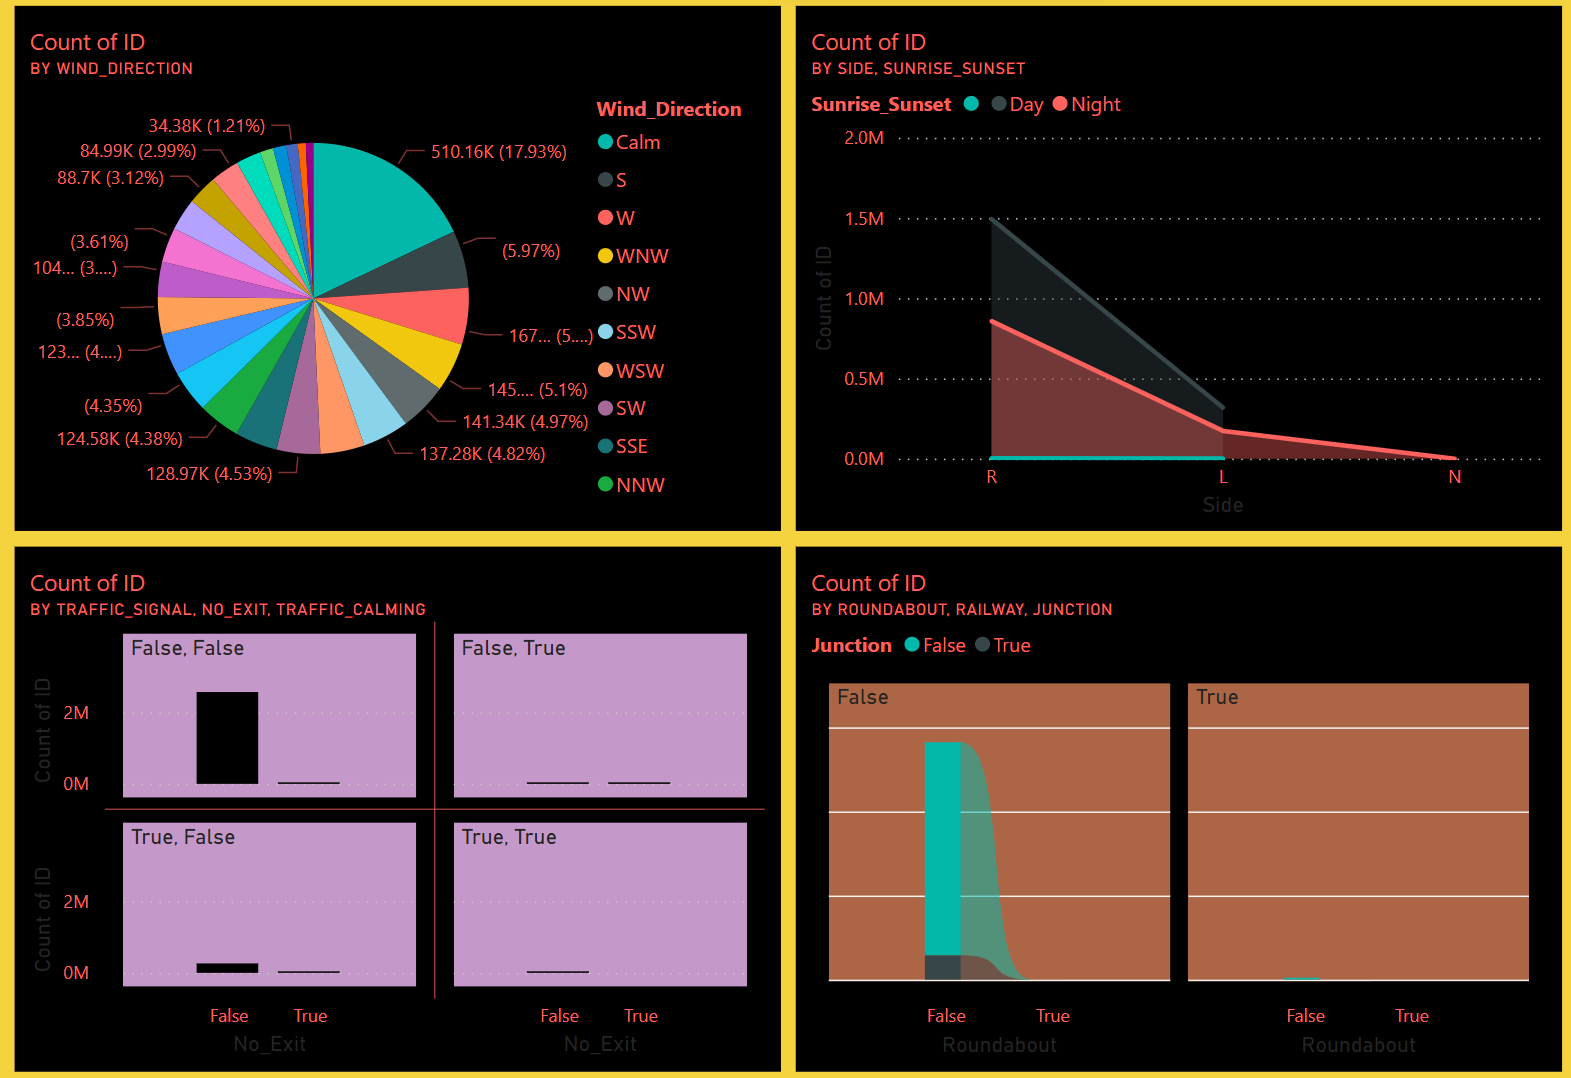 Count of ID
BY WIND_DIRECTION
Wind_Direction
Calm
S
W
WNW
NW
SSW
WSW
SW
SSE
NNW
510.16K (17.93%)
(5.97%)
167... (5....)
145.... (5.1%)
141.34K (4.97%)
137.28K (4.82%)
128.97K (4.53%)
124.58K (4.38%)
(4.35%)
123... (4....)
(3.85%)
104... (3....)
(3.61%)
88.7K (3.12%)
84.99K (2.99%)
34.38K (1.21%)
Count of ID
BY SIDE, SUNRISE_SUNSET
Sunrise_Sunset Day Night
2.0M
1.5M
1.0M
0.5M
0.0M
Count of ID
R L N
Side
Count of ID
BY TRAFFIC_SIGNAL, NO_EXIT, TRAFFIC_CALMING
False, False
False, True
Count of ID
2M
0M
True, False
True, True
Count of ID
2M
0M
False True
False True
No_Exit
No_Exit
Count of ID
BY ROUNDABOUT, RAILWAY, JUNCTION
Junction False True
False
True
False True
False True
Roundabout
Roundabout